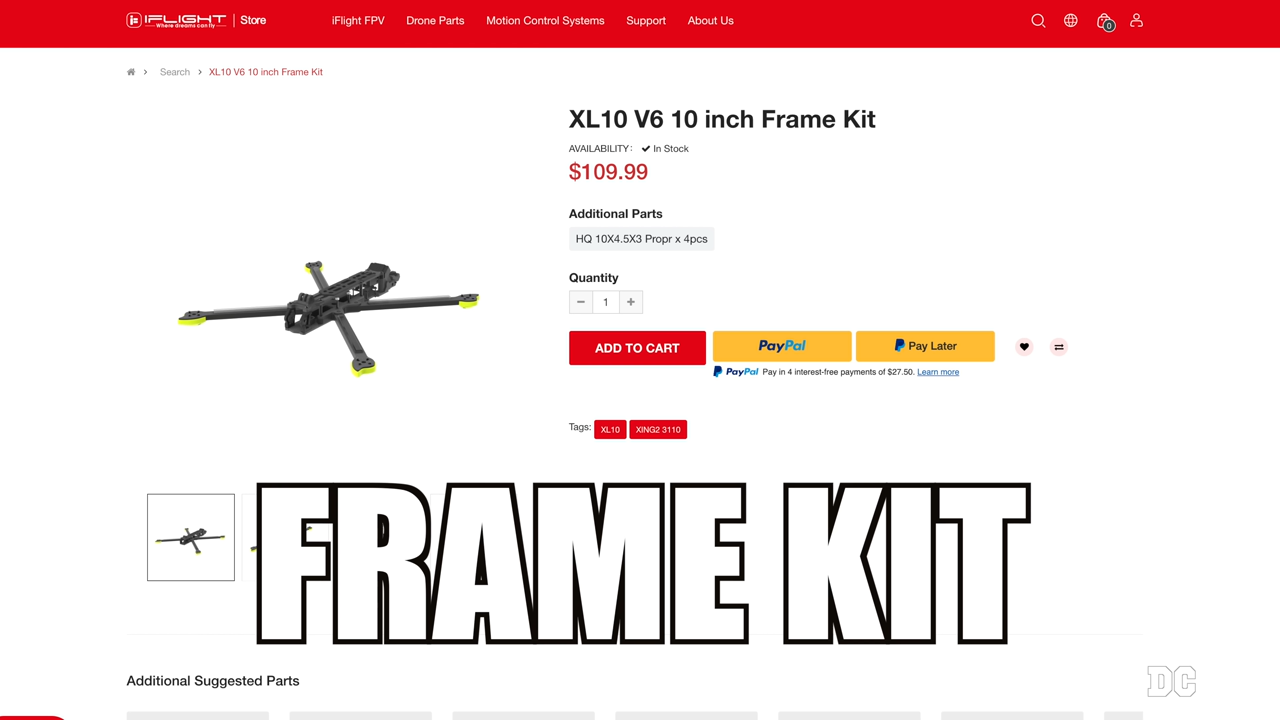 iFLIGHT
Where dreams can fly
Store
iFlight FPV
Drone Parts
Motion Control Systems
Support
About Us
0
Search
XL10 V6 10 inch Frame Kit
XL10 V6 10 inch Frame Kit
AVAILABILITY: In Stock
$109.99
Additional Parts
HQ 10X4.5X3 Propr x 4pcs
Quantity
1
ADD TO CART
PayPal
Pay Later
PayPal Pay in 4 interest-free payments of $27.50. Learn more
Tags: XL10 XING2 3110
FRAME KIT
Additional Suggested Parts
DC